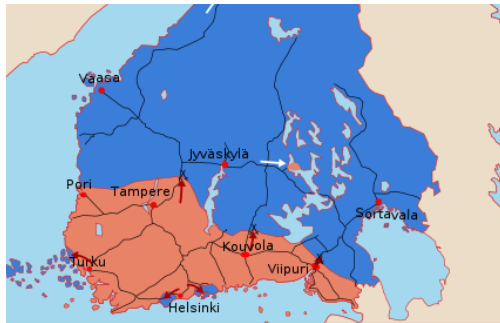 Vaasa
Jyväskylä
Pori
Tampere
Sortavala
Kouvola
Turku
Viipuri
Helsinki